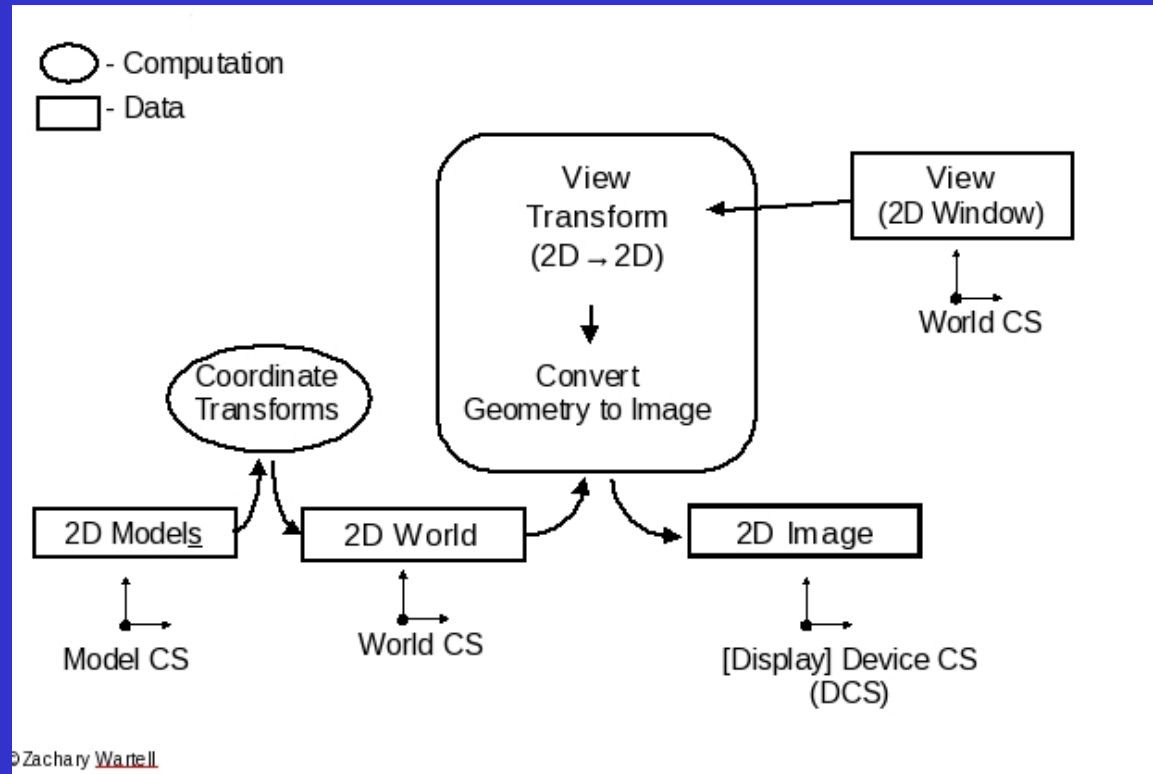 - Computation
- Data
View
Transform
(2D → 2D)
Convert
Geometry to Image
View
(2D Window)
World CS
Coordinate
Transforms
2D Models
2D World
2D Image
Model CS
World CS
[Display] Device CS
(DCS)
©Zachary Wartell